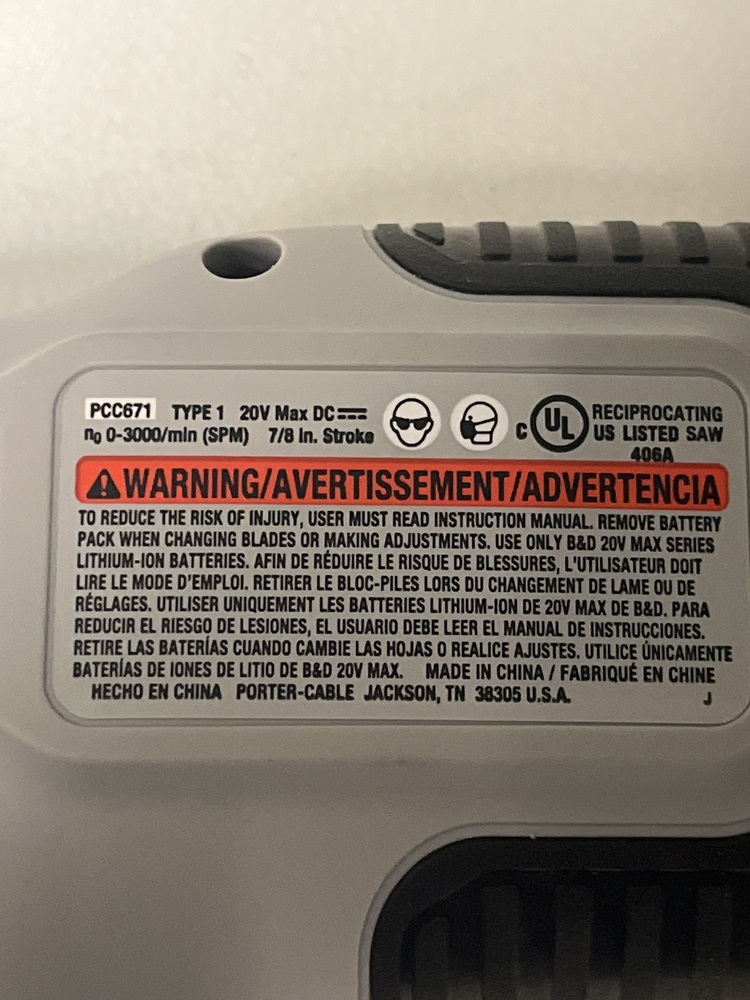 PCC671 TYPE 1 20V Max DC
n0 0-3000/min (SPM) 7/8 in. Stroke
C UL US LISTED
RECIPROCATING
SAW
406A
WARNING/AVERTISSEMENT/ADVERTENCIA
TO REDUCE THE RISK OF INJURY, USER MUST READ INSTRUCTION MANUAL. REMOVE BATTERY
PACK WHEN CHANGING BLADES OR MAKING ADJUSTMENTS. USE ONLY B&D 20V MAX SERIES
LITHIUM-ION BATTERIES. AFIN DE RÉDUIRE LE RISQUE DE BLESSURES, L'UTILISATEUR DOIT
LIRE LE MODE D'EMPLOI. RETIRER LE BLOC-PILES LORS DU CHANGEMENT DE LAME OU DE
RÉGLAGES. UTILISER UNIQUEMENT LES BATTERIES LITHIUM-ION DE 20V MAX DE B&D. PARA
REDUCIR EL RIESGO DE LESIONES, EL USUARIO DEBE LEER EL MANUAL DE INSTRUCCIONES.
RETIRE LAS BATERÍAS CUANDO CAMBIE LAS HOJAS O REALICE AJUSTES. UTILICE ÚNICAMENTE
BATERÍAS DE IONES DE LITIO DE B&D 20V MAX. MADE IN CHINA / FABRIQUÉ EN CHINE
HECHO EN CHINA PORTER-CABLE JACKSON, TN 38305 U.S.A. J